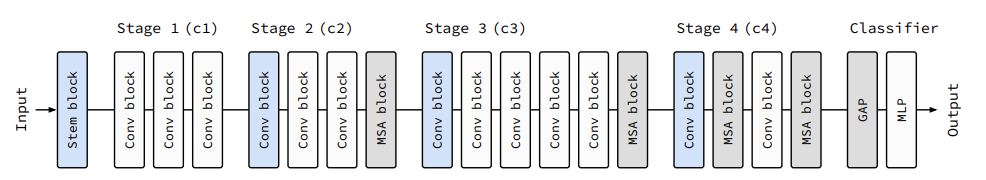 Stage 1 (c1) Stage 2 (c2) Stage 3 (c3) Stage 4 (c4) Classifier
Input
Stem block
Conv block
Conv block
Conv block
Conv block
Conv block
Conv block
MSA block
Conv block
Conv block
Conv block
Conv block
Conv block
MSA block
Conv block
MSA block
Conv block
MSA block
GAP
MLP
Output